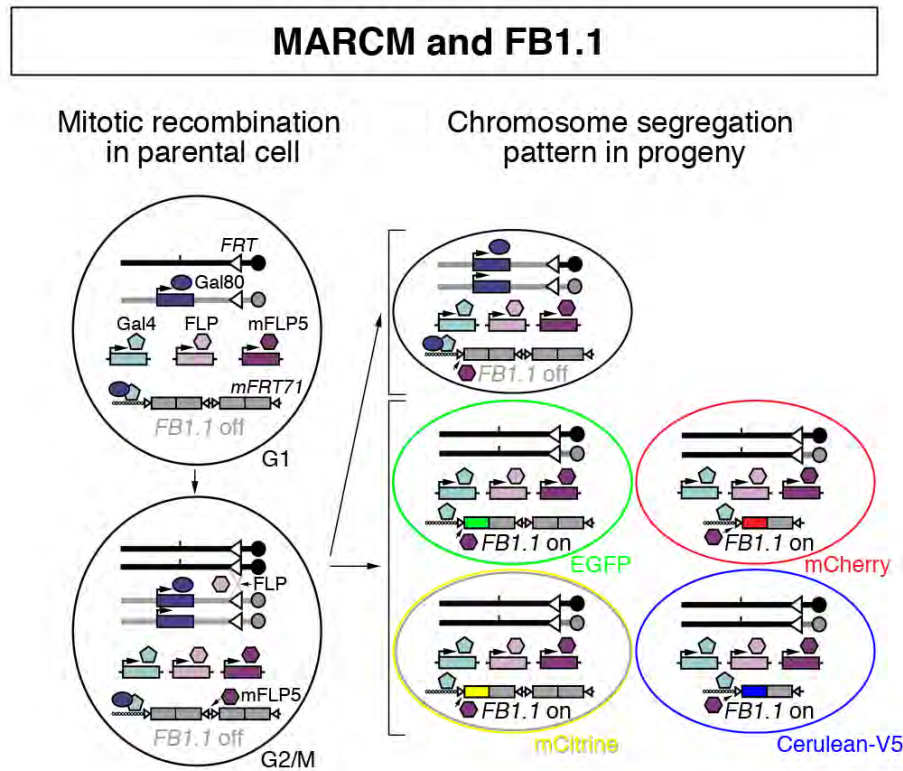 MARCM and FB1.1
Mitotic recombination
in parental cell
Chromosome segregation
pattern in progeny
FRT
Gal80
Gal4 FLP mFLP5
mFRT71
FB1.1 off
G1
FLP
mFLP5
FB1.1 off
G2/M
FB1.1 off
FB1.1 on
EGFP
FB1.1 on
mCherry
FB1.1 on
mCitrine
FB1.1 on
Cerulean-V5